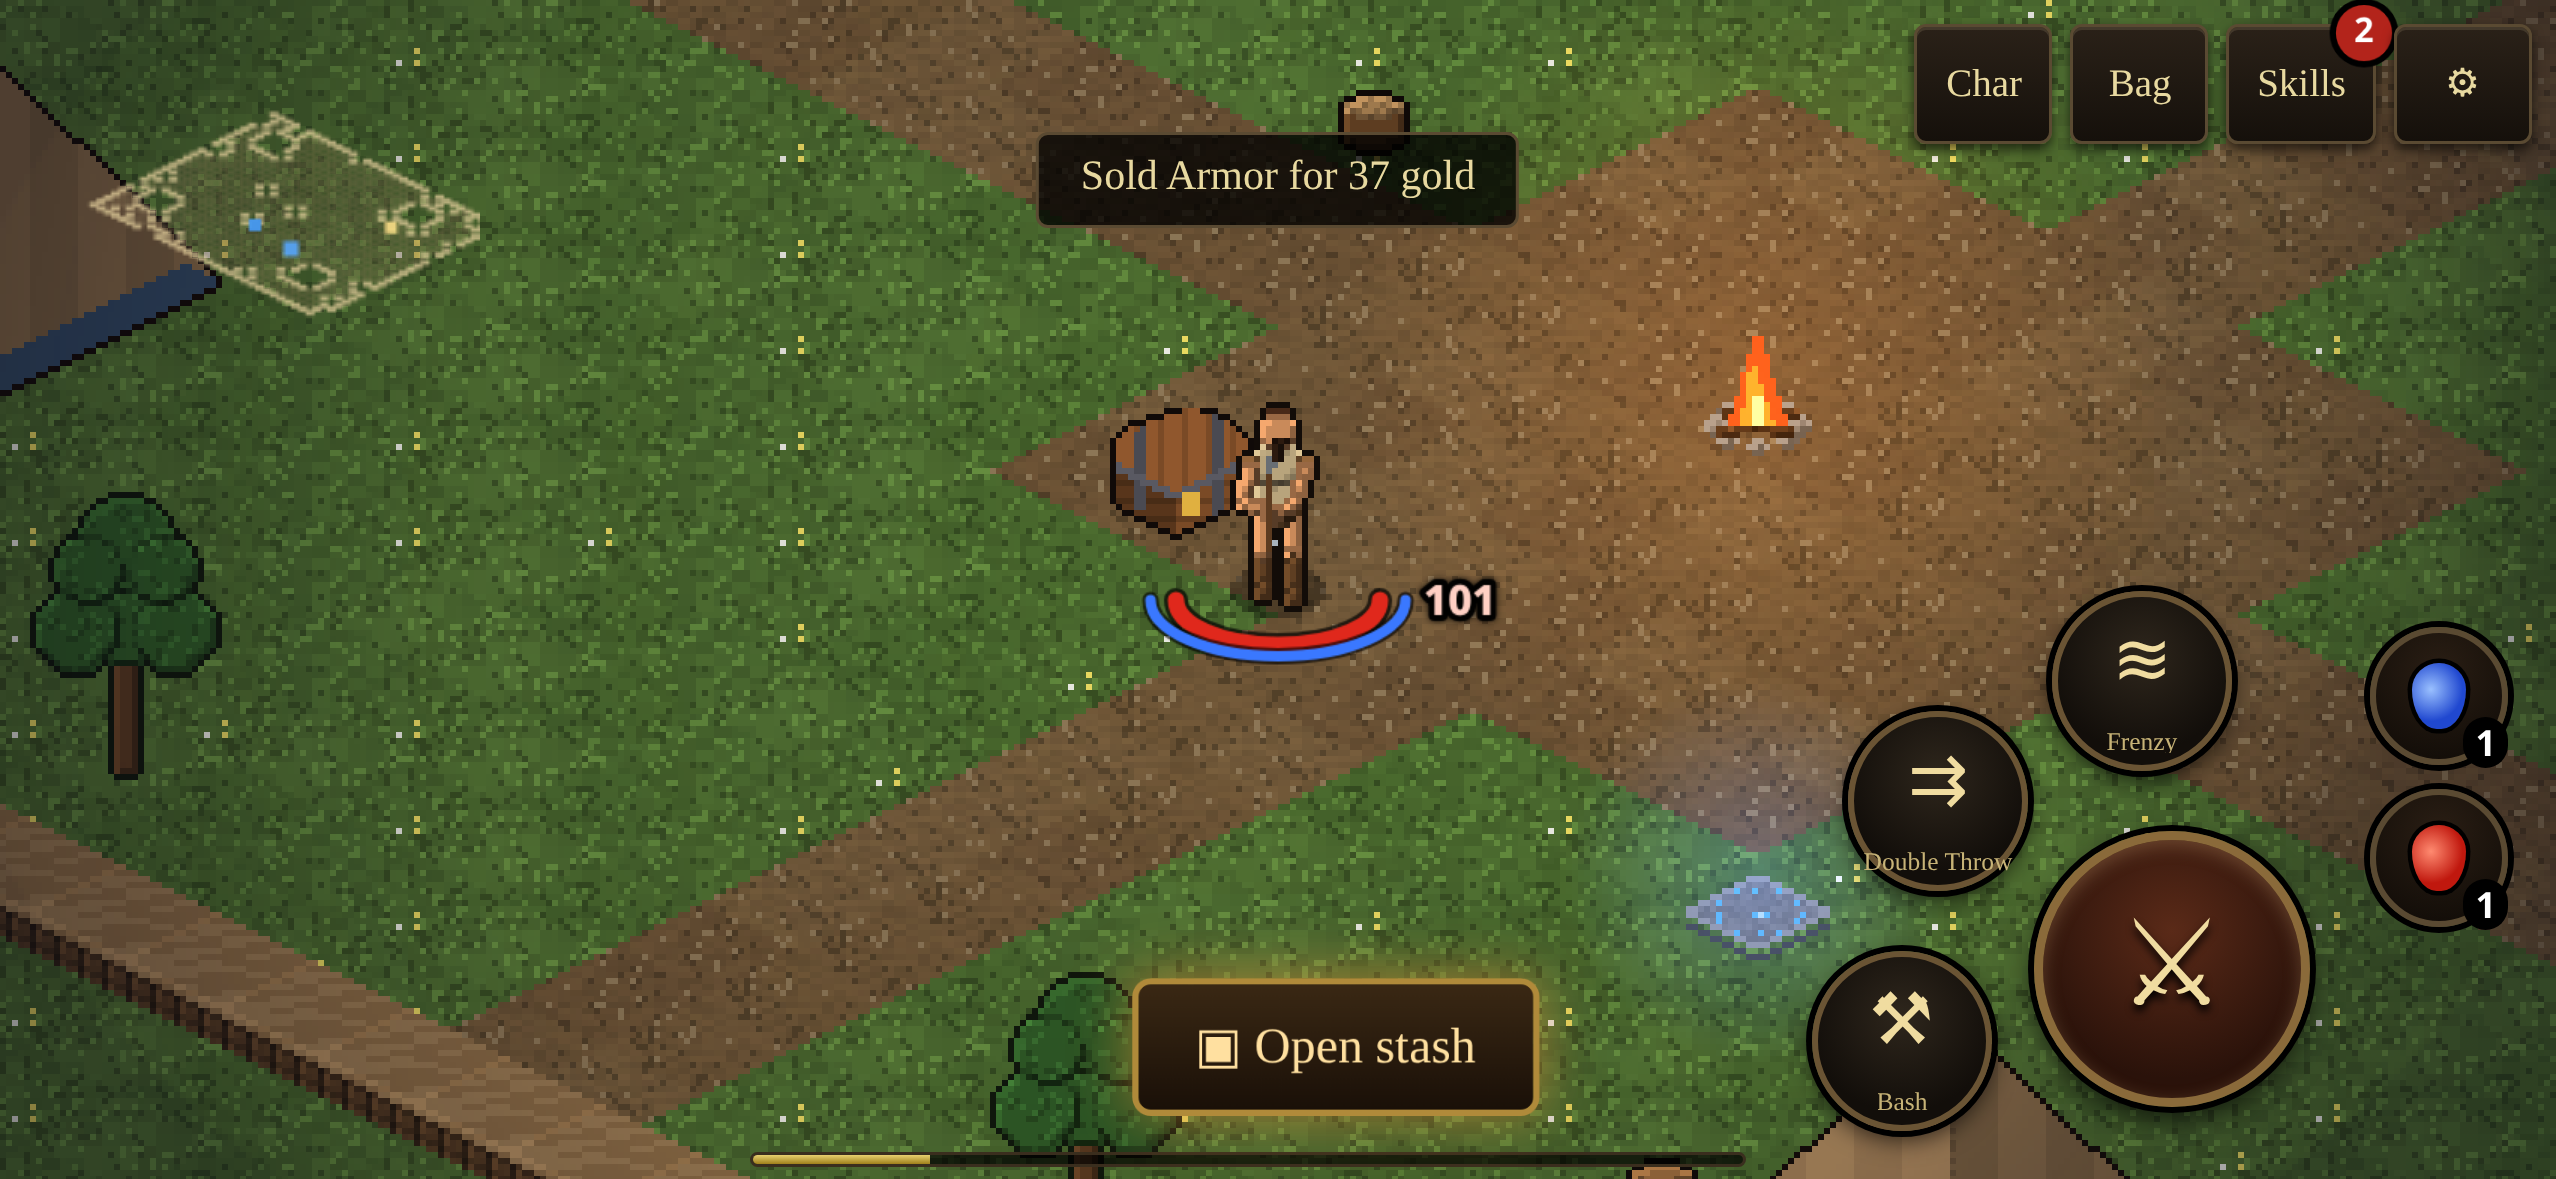 2
Char
Bag
Skills
Sold Armor for 37 gold
101
Frenzy
1
Double Throw
1
Open stash
Bash